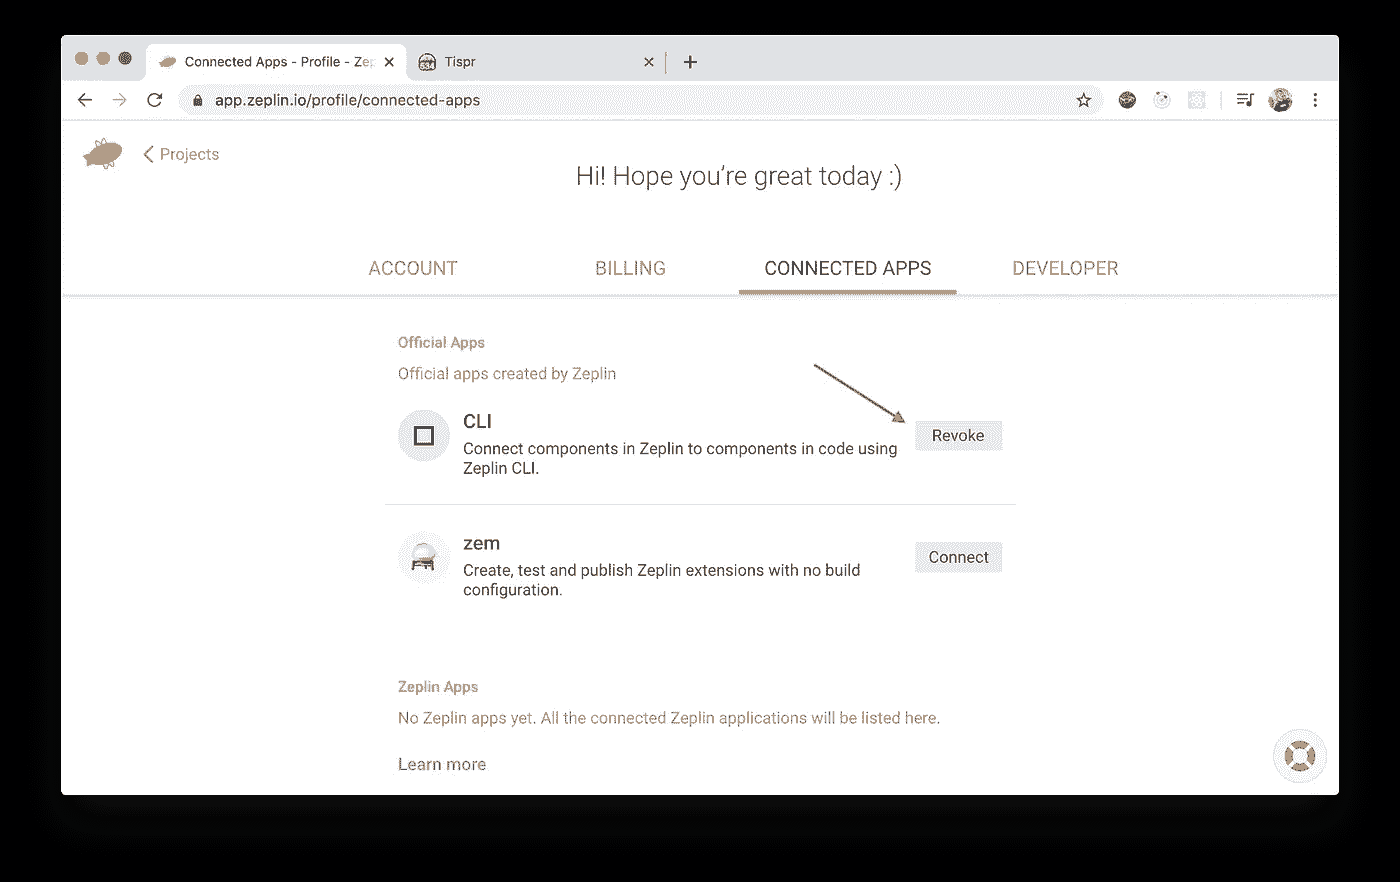 Connected Apps - Profile - Zep
Tispr
app.zeplin.io/profile/connected-apps
Projects
Hi! Hope you’re great today :)
ACCOUNT BILLING CONNECTED APPS DEVELOPER
Official Apps
Official apps created by Zeplin
CLI
Connect components in Zeplin to components in code using
Zeplin CLI.
Revoke
zem
Create, test and publish Zeplin extensions with no build
configuration.
Connect
Zeplin Apps
No Zeplin apps yet. All the connected Zeplin applications will be listed here.
Learn more